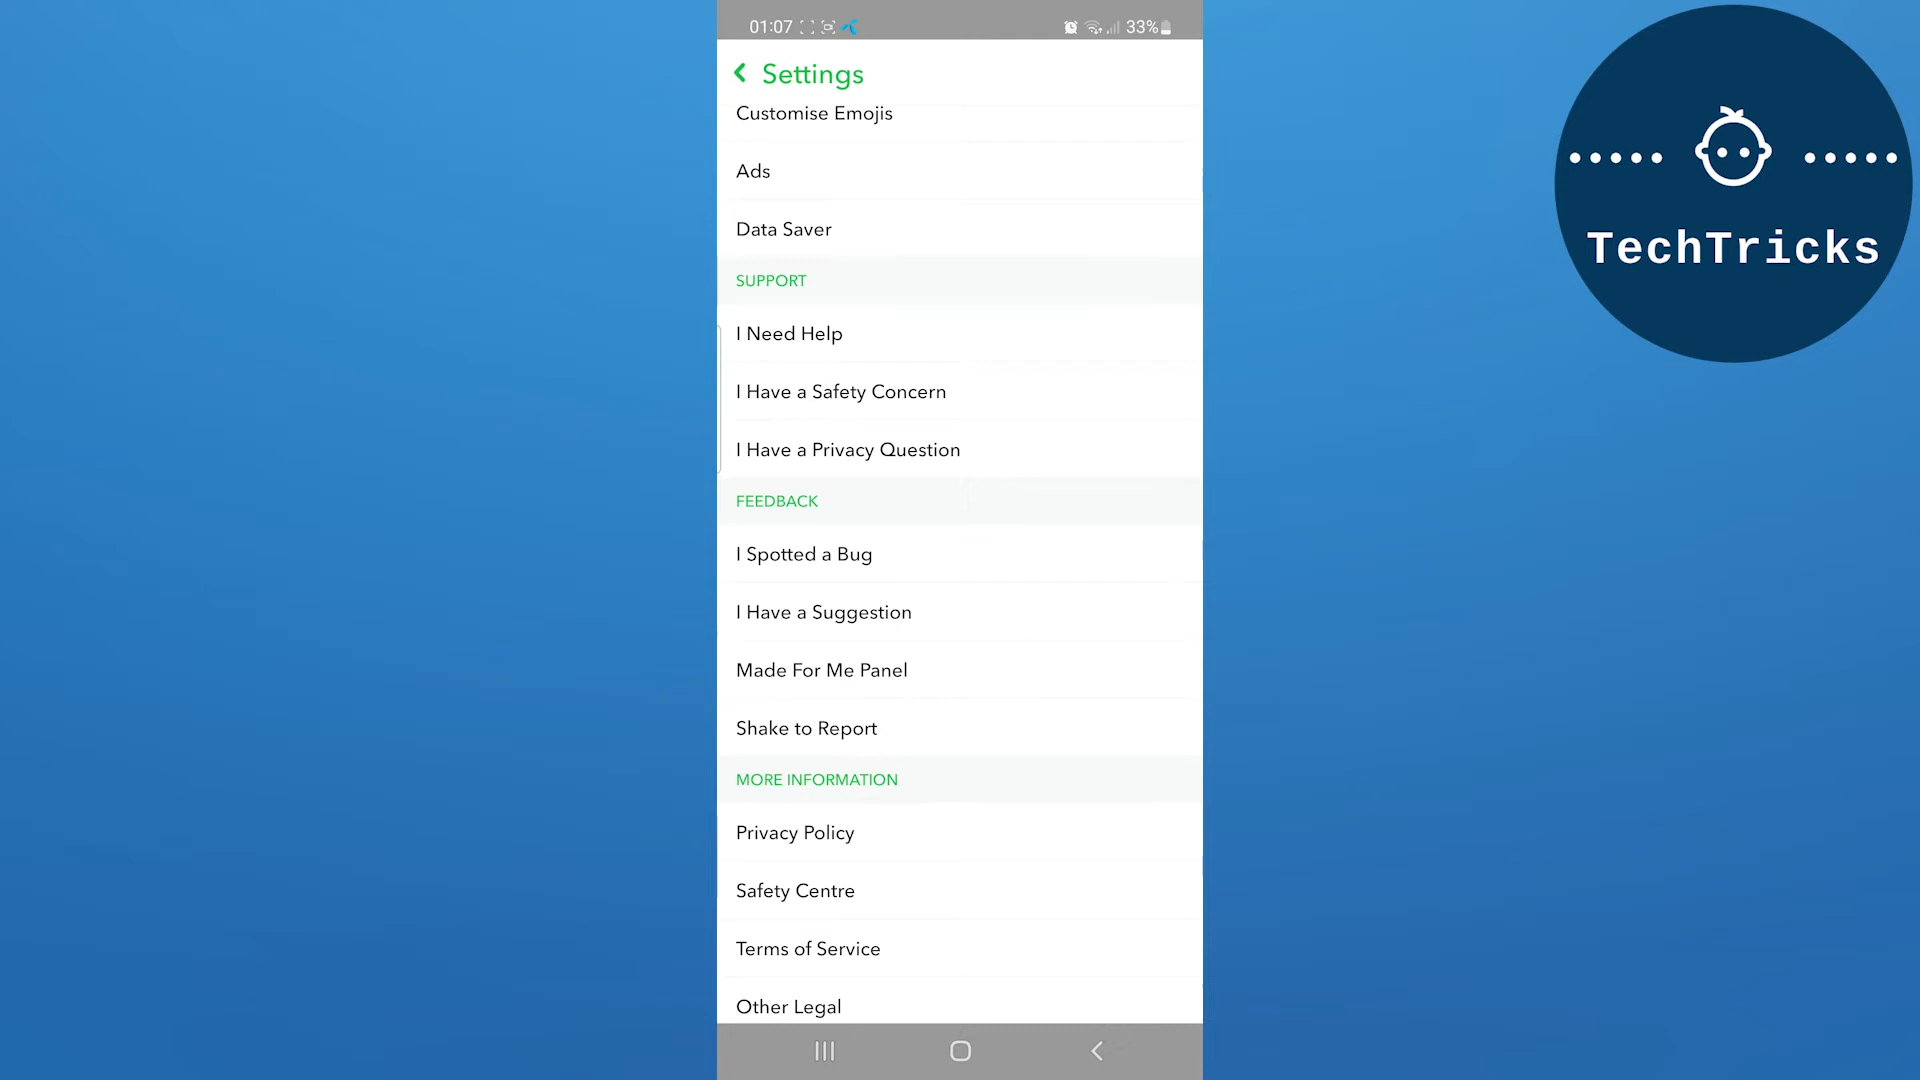 01:07
33%
Settings
Customise Emojis
Ads
Data Saver
SUPPORT
I Need Help
I Have a Safety Concern
I Have a Privacy Question
FEEDBACK
I Spotted a Bug
I Have a Suggestion
Made For Me Panel
Shake to Report
MORE INFORMATION
Privacy Policy
Safety Centre
Terms of Service
Other Legal
TechTricks